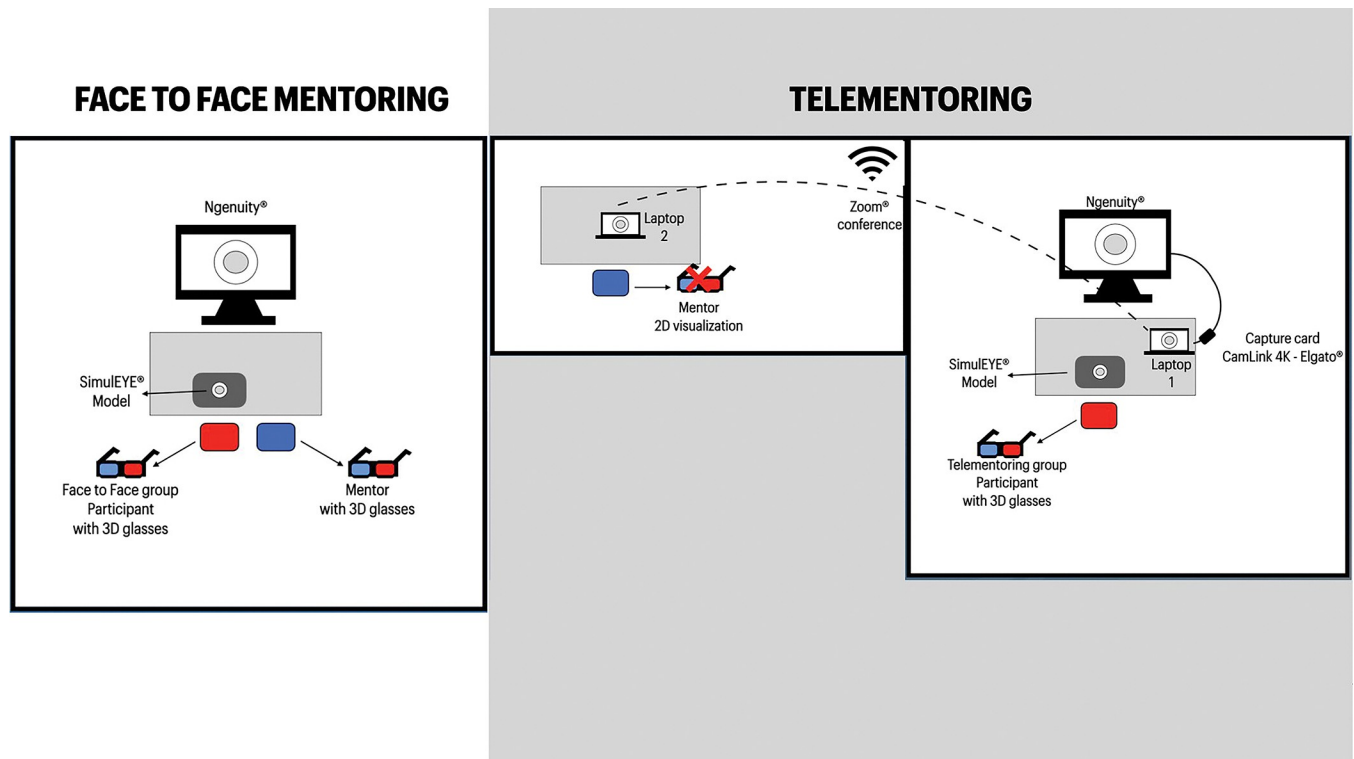 FACE TO FACE MENTORING
Ngenuity®
SimulEYE®
Model
Face to Face group
Participant
with 3D glasses
Mentor
with 3D glasses
TELEMENTORING
Laptop
2
Mentor
2D visualization
Zoom®
conference
Ngenuity®
SimulEYE®
Model
Laptop
1
Capture card
CamLink 4K - Elgato®
Telementoring group
Participant
with 3D glasses